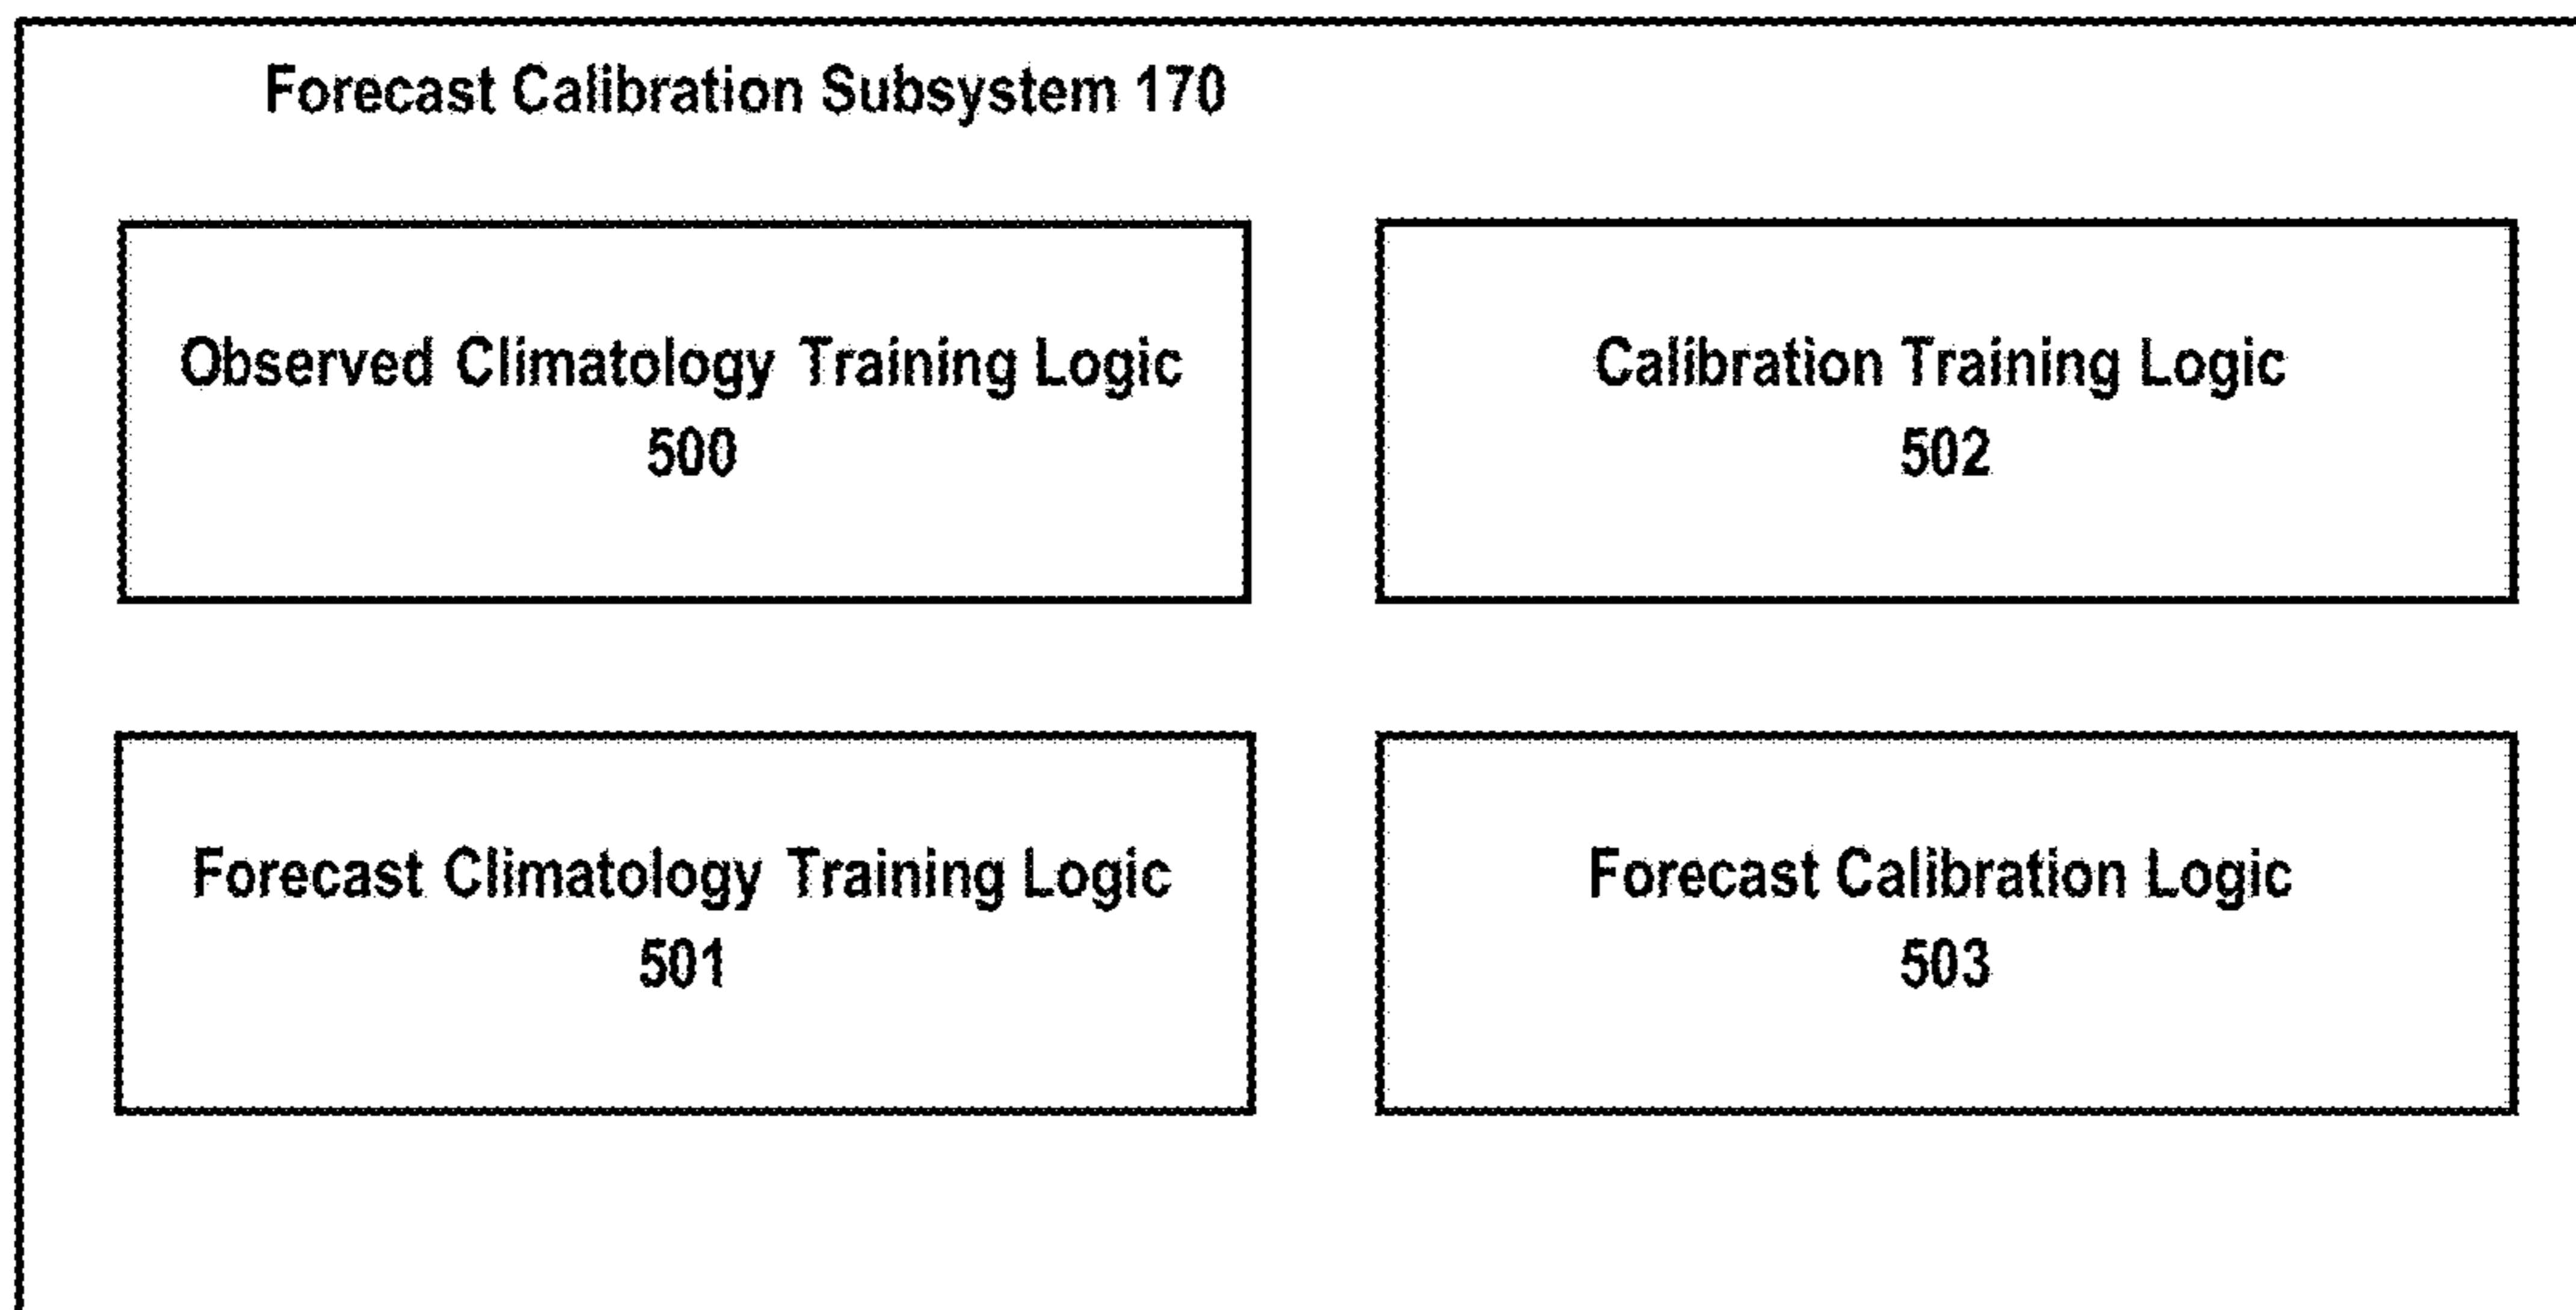 Forecast Calibration Subsystem 170
Observed Climatology Training Logic
500
Calibration Training Logic
502
Forecast Climatology Training Logic
501
Forecast Calibration Logic
503